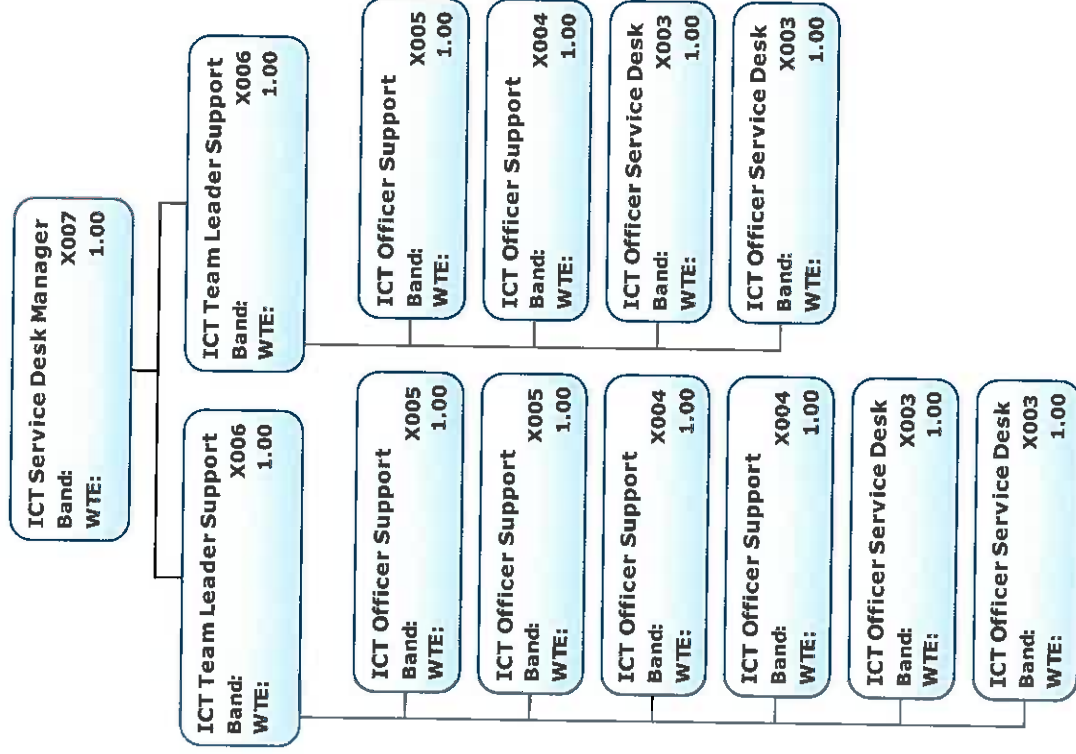 ICT Service Desk Manager
Band: X007
WTE: 1.00
ICT Team Leader Support
Band: X006
WTE: 1.00
ICT Officer Support
Band: X005
WTE: 1.00
ICT Officer Support
Band: X005
WTE: 1.00
ICT Officer Support
Band: X004
WTE: 1.00
ICT Officer Support
Band: X004
WTE: 1.00
ICT Officer Service Desk
Band: X003
WTE: 1.00
ICT Officer Service Desk
Band: X003
WTE: 1.00
ICT Team Leader Support
Band: X006
WTE: 1.00
ICT Officer Support
Band: X005
WTE: 1.00
ICT Officer Support
Band: X004
WTE: 1.00
ICT Officer Service Desk
Band: X003
WTE: 1.00
ICT Officer Service Desk
Band: X003
WTE: 1.00